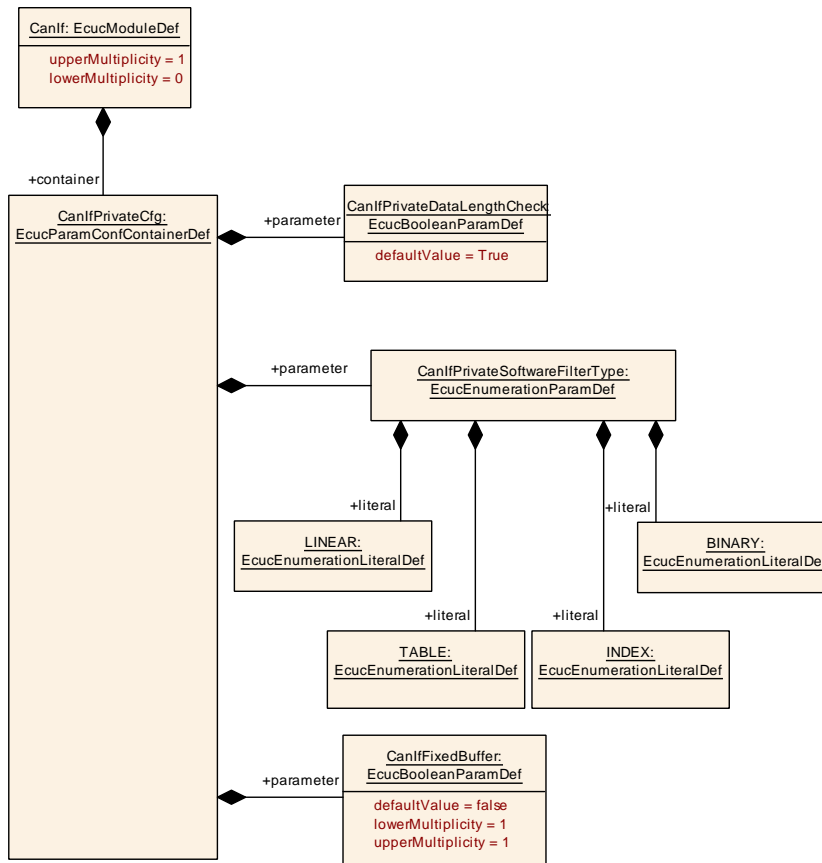 CanIf: EcucModuleDef
upperMultiplicity = 1
lowerMultiplicity = 0
+container
CanIfPrivateCfg:
EcucParamConfContainerDef
+parameter
CanIfPrivateDataLengthCheck:
EcucBooleanParamDef
defaultValue = True
+parameter
CanIfPrivateSoftwareFilterType:
EcucEnumerationParamDef
+literal
+literal
LINEAR:
EcucEnumerationLiteralDef
BINARY:
EcucEnumerationLiteralDef
+literal
+literal
TABLE:
EcucEnumerationLiteralDef
INDEX:
EcucEnumerationLiteralDef
+parameter
CanIfFixedBuffer:
EcucBooleanParamDef
defaultValue = false
lowerMultiplicity = 1
upperMultiplicity = 1